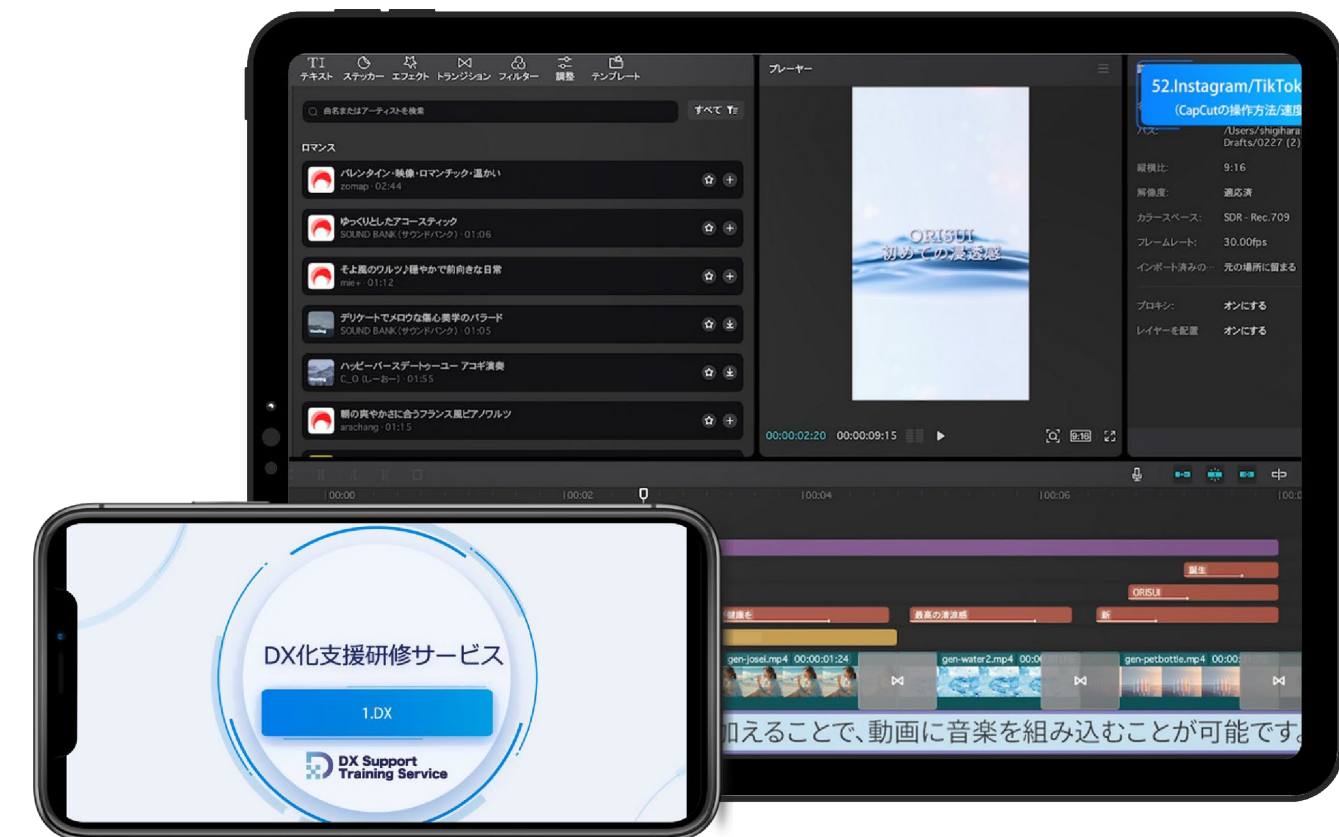 テキスト ステッカー エフェクト トランジション フィルター 調整 テンプレート
曲名またはアーティストを検索 すべて
ロマンス
バレンタイン・映像・ロマンチック・温かい
zomap · 02:44
ゆっくりとしたアコースティック
SOUND BANK (サウンドバンク) · 01:06
そよ風のワルツ♪穏やかで前向きな日常
mie+ · 01:12
デリケートでメロウな傷心美学のバラード
SOUND BANK (サウンドバンク) · 01:05
ハッピーバースデートゥーユー アコギ演奏
C_O (しーおー) · 01:55
朝の爽やかさに合うフランス風ピアノワルツ
arachang · 01:15
プレーヤー
ORISUI
初めての浸透感
00:00:02:20 00:00:09:15
9:16
52.Instagram/TikTok
(CapCutの操作方法/速度
パス: /Users/shigihara
Drafts/0227 (2)
縦横比: 9:16
解像度: 適応済
カラースペース: SDR - Rec.709
フレームレート: 30.00fps
インポート済みの… 元の場所に留まる
プロキシ: オンにする
レイヤーを配置 オンにする
00:00 00:02 00:04 00:06
誕生
ORISUI
健康を 最高の清涼感 新
gen-josei.mp4 00:00:01:24 gen-water2.mp4 gen-petbottle.mp4
加えることで、動画に音楽を組み込むことが可能です。
DX化支援研修サービス
1.DX
DX Support
Training Service